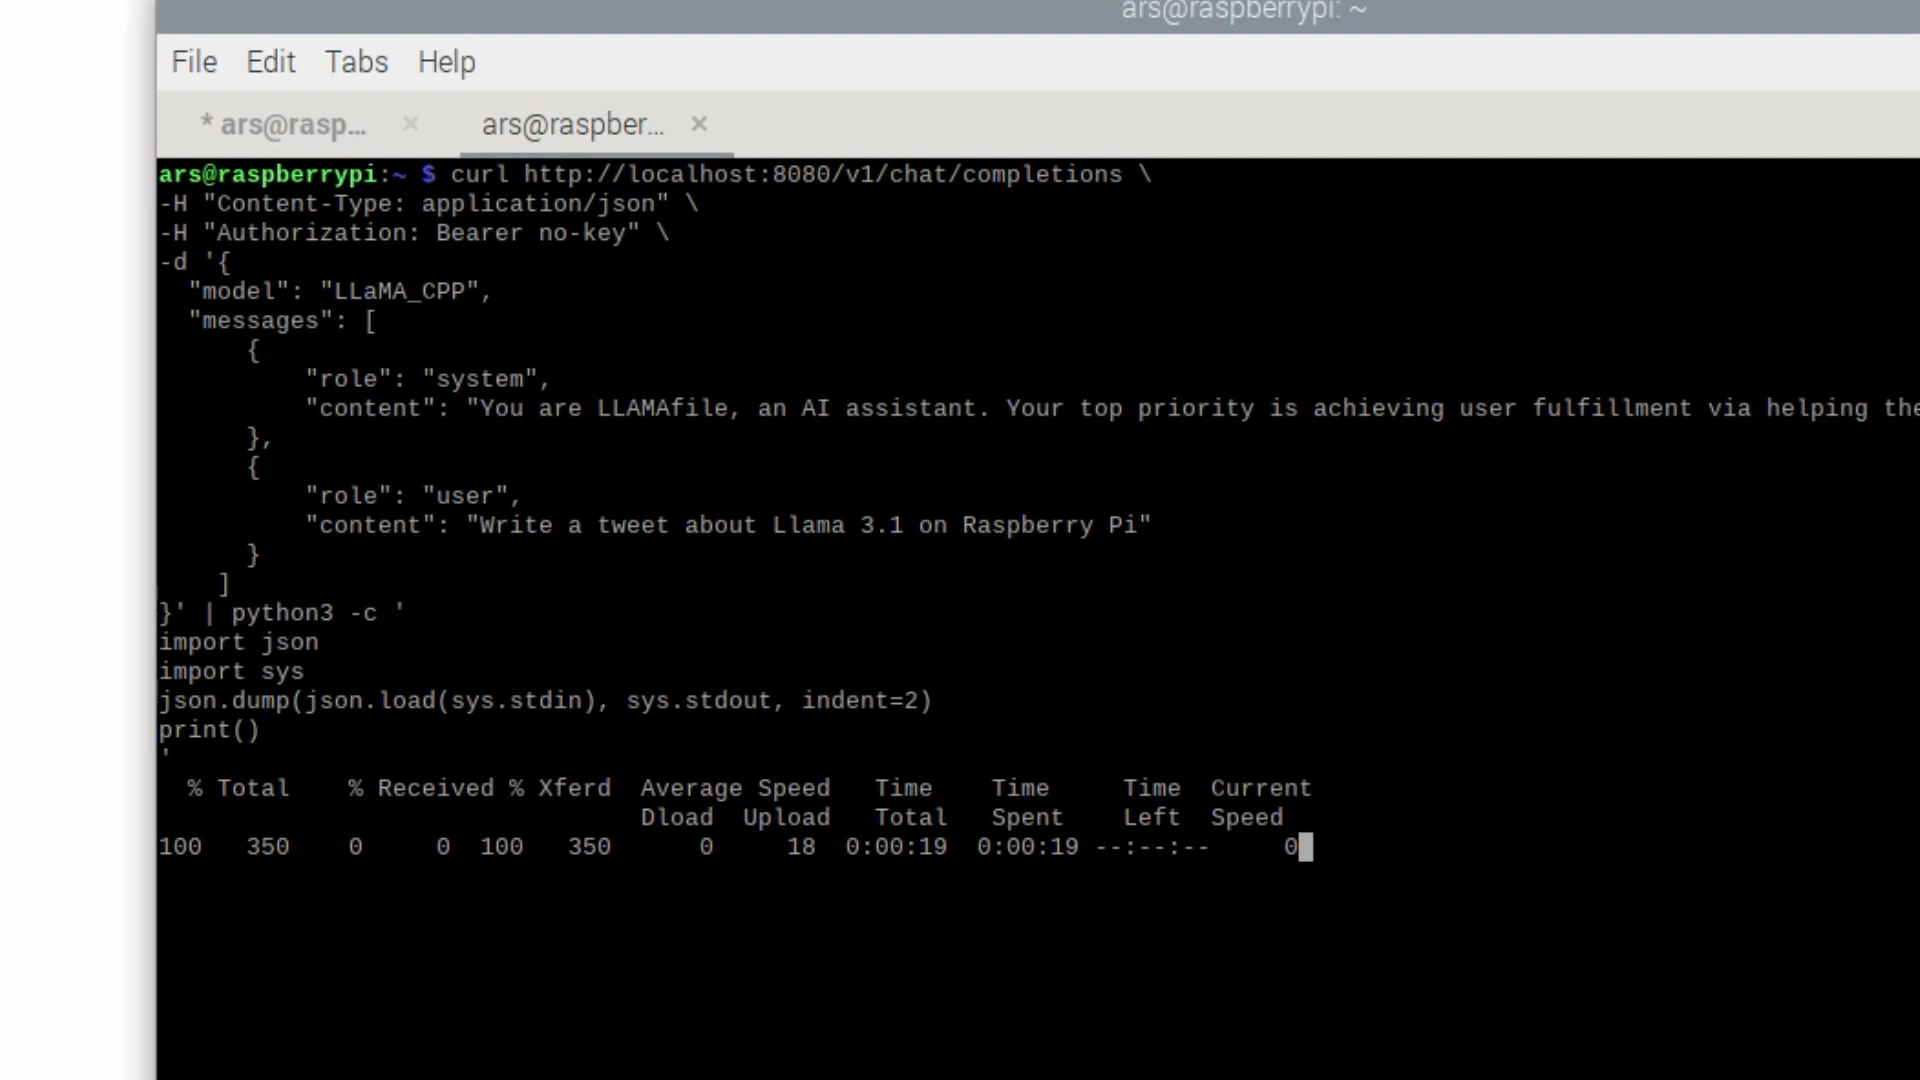 ars@raspberrypi: ~
File Edit Tabs Help
* ars@rasp... × ars@raspber... ×
ars@raspberrypi:~ $ curl http://localhost:8080/v1/chat/completions \
-H "Content-Type: application/json" \
-H "Authorization: Bearer no-key" \
-d '{
  "model": "LLaMA_CPP",
  "messages": [
      {
          "role": "system",
          "content": "You are LLAMAfile, an AI assistant. Your top priority is achieving user fulfillment via helping
      },
      {
          "role": "user",
          "content": "Write a tweet about Llama 3.1 on Raspberry Pi"
      }
    ]
}' | python3 -c '
import json
import sys
json.dump(json.load(sys.stdin), sys.stdout, indent=2)
print()
'
  % Total    % Received % Xferd  Average Speed   Time    Time     Time  Current
                                 Dload  Upload   Total   Spent    Left  Speed
100   350    0     0  100   350      0     18  0:00:19  0:00:19 --:--:--     0